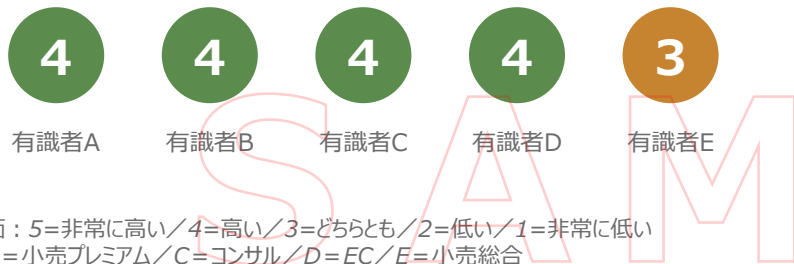 4 4 4 4 3
有識者A 有識者B 有識者C 有識者D 有識者E
SAM
：5=非常に高い／4=高い／3=どちらとも／2=低い／1=非常に低い
=小売プレミアム／C=コンサル／D=EC／E=小売総合